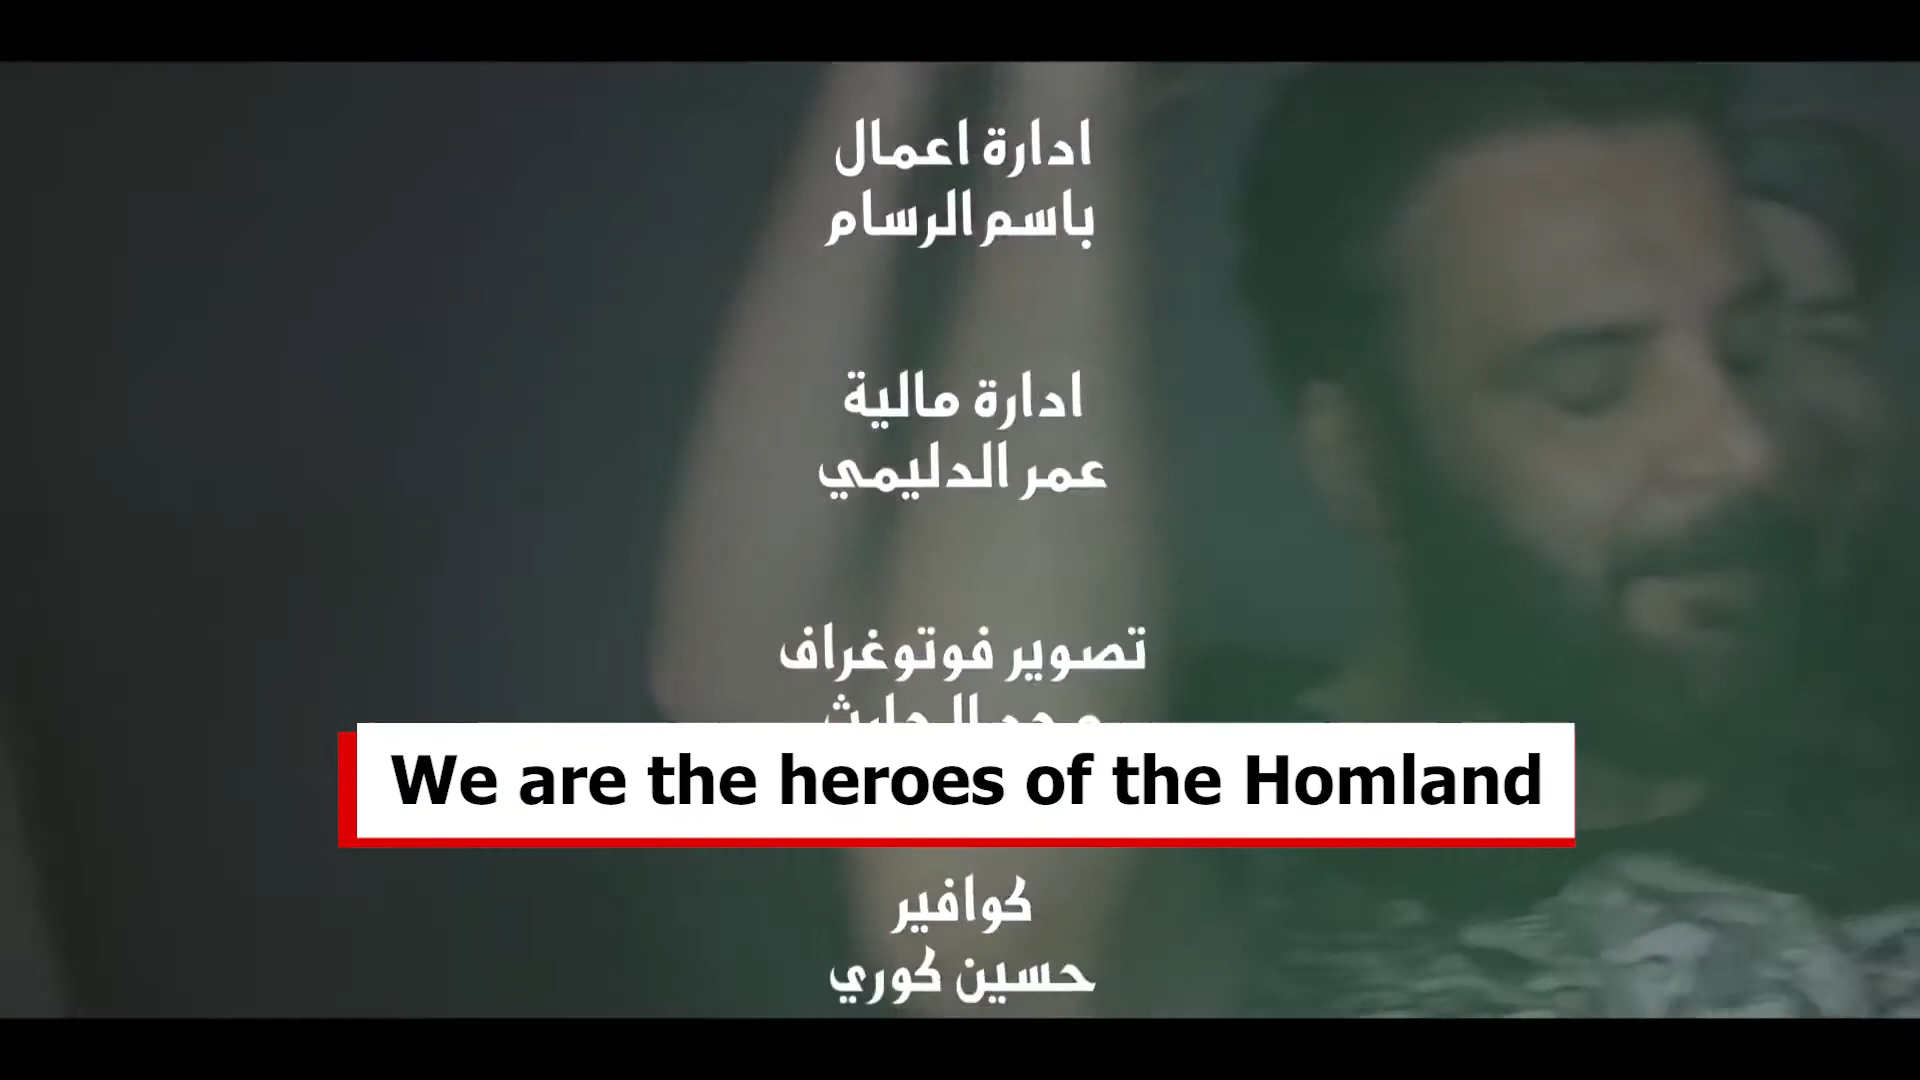 ادارة اعمال
باسم الرسام
ادارة مالية
عمر الدليمي
تصوير فوتوغراف
We are the heroes of the Homland
كوافير
حسين كوري